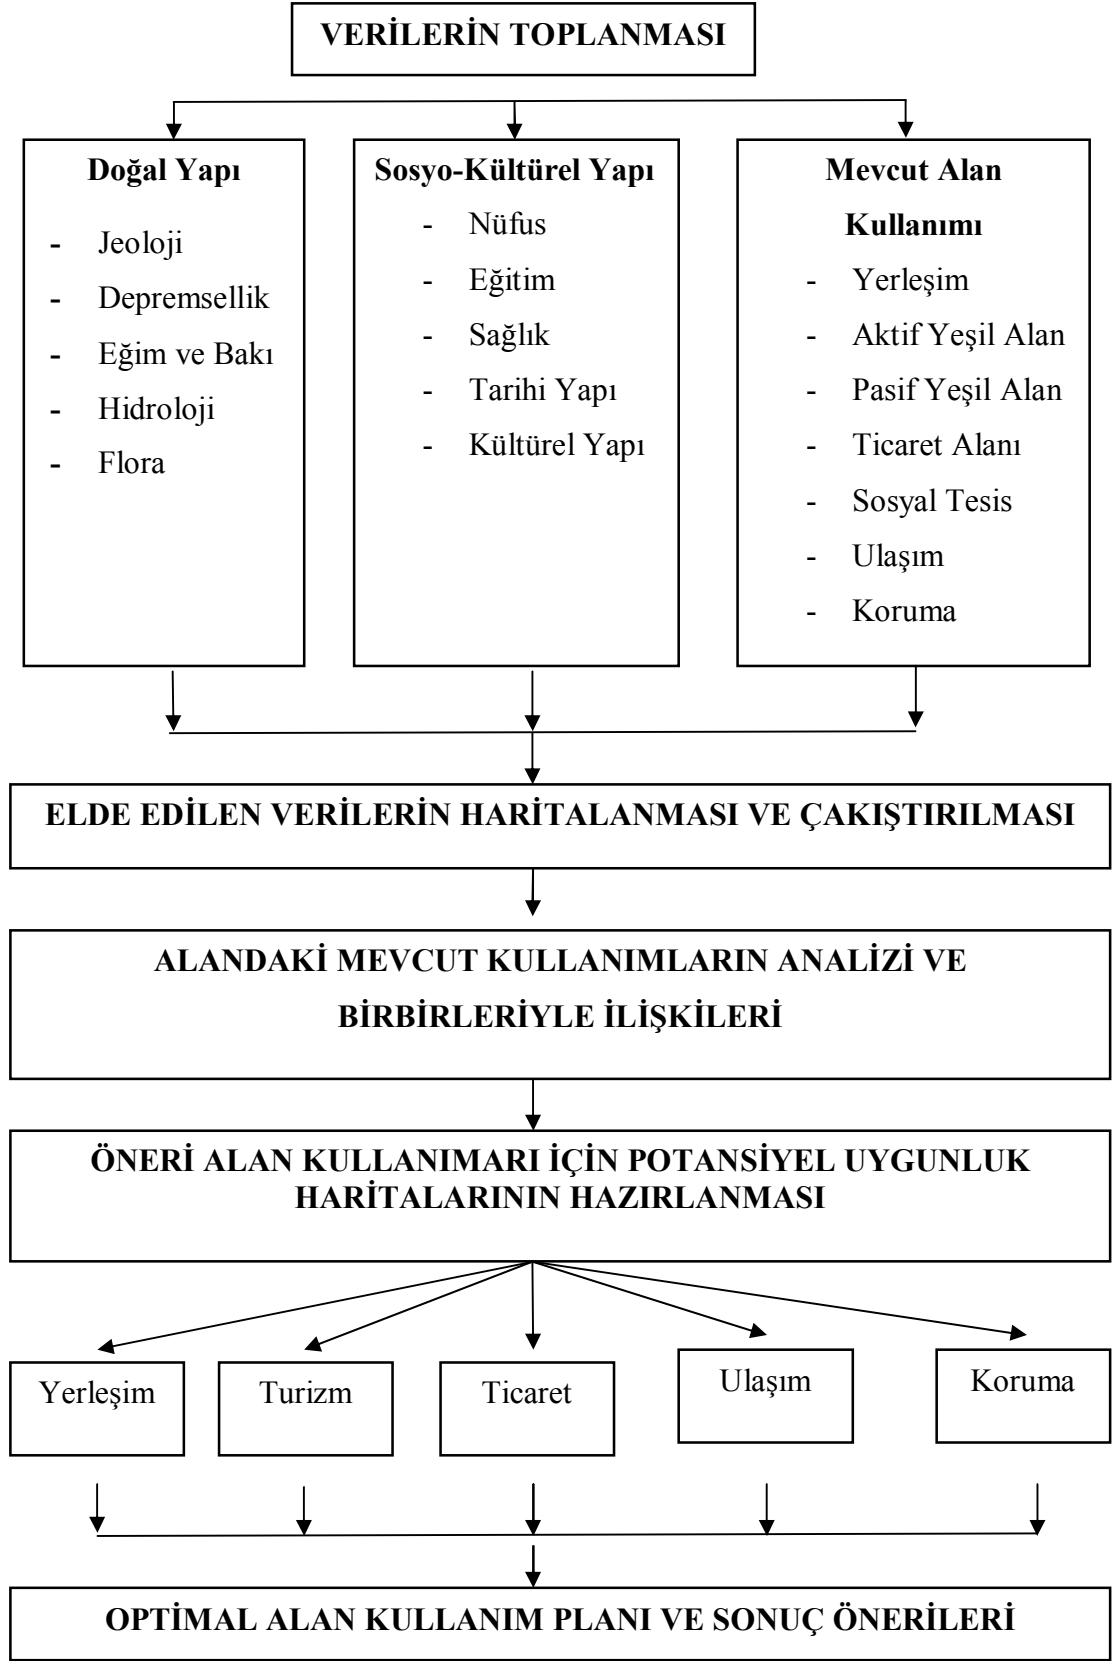 VERİLERİN TOPLANMASI
Doğal Yapı
- Jeoloji
- Depremsellik
- Eğim ve Bakı
- Hidroloji
- Flora
Sosyo-Kültürel Yapı
- Nüfus
- Eğitim
- Sağlık
- Tarihi Yapı
- Kültürel Yapı
Mevcut Alan
Kullanımı
- Yerleşim
- Aktif Yeşil Alan
- Pasif Yeşil Alan
- Ticaret Alanı
- Sosyal Tesis
- Ulaşım
- Koruma
ELDE EDİLEN VERİLERİN HARİTALANMASI VE ÇAKIŞTIRILMASI
ALANDAKİ MEVCUT KULLANIMLARIN ANALİZİ VE
BİRBİRLERİYLE İLİŞKİLERİ
ÖNERİ ALAN KULLANIMARI İÇİN POTANSİYEL UYGUNLUK
HARİTALARININ HAZIRLANMASI
Yerleşim
Turizm
Ticaret
Ulaşım
Koruma
OPTİMAL ALAN KULLANIM PLANI VE SONUÇ ÖNERİLERİ